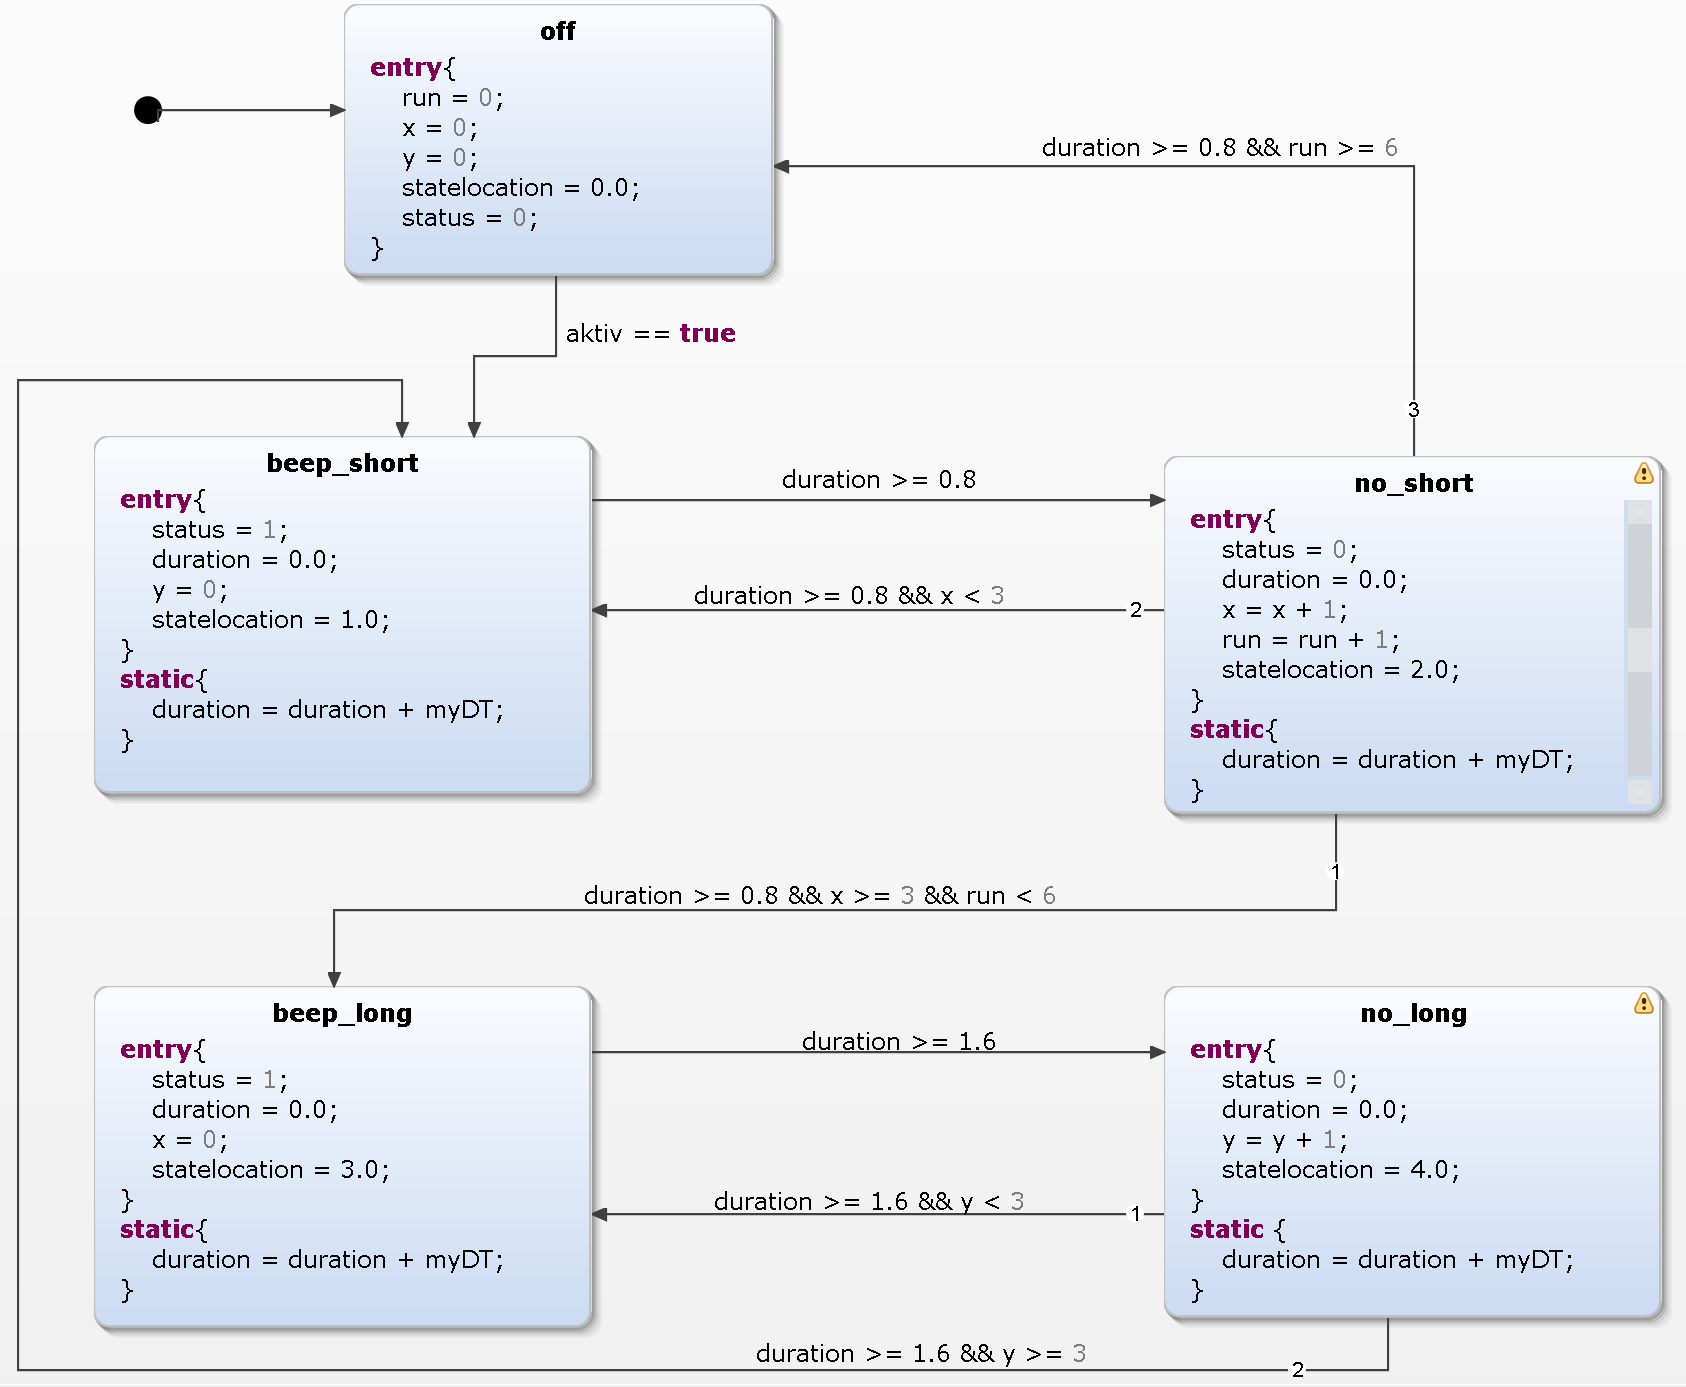 off
entry{
run = 0;
x = 0;
y = 0;
statelocation = 0.0;
status = 0;
}
duration >= 0.8 && run >= 6
aktiv == true
3
beep_short
entry{
status = 1;
duration = 0.0;
y = 0;
statelocation = 1.0;
}
static{
duration = duration + myDT;
}
duration >= 0.8
duration >= 0.8 && x < 3
2
no_short
entry{
status = 0;
duration = 0.0;
x = x + 1;
run = run + 1;
statelocation = 2.0;
}
static{
duration = duration + myDT;
}
1
duration >= 0.8 && x >= 3 && run < 6
beep_long
entry{
status = 1;
duration = 0.0;
x = 0;
statelocation = 3.0;
}
static{
duration = duration + myDT;
}
duration >= 1.6
duration >= 1.6 && y < 3
1
no_long
entry{
status = 0;
duration = 0.0;
y = y + 1;
statelocation = 4.0;
}
static {
duration = duration + myDT;
}
duration >= 1.6 && y >= 3
2